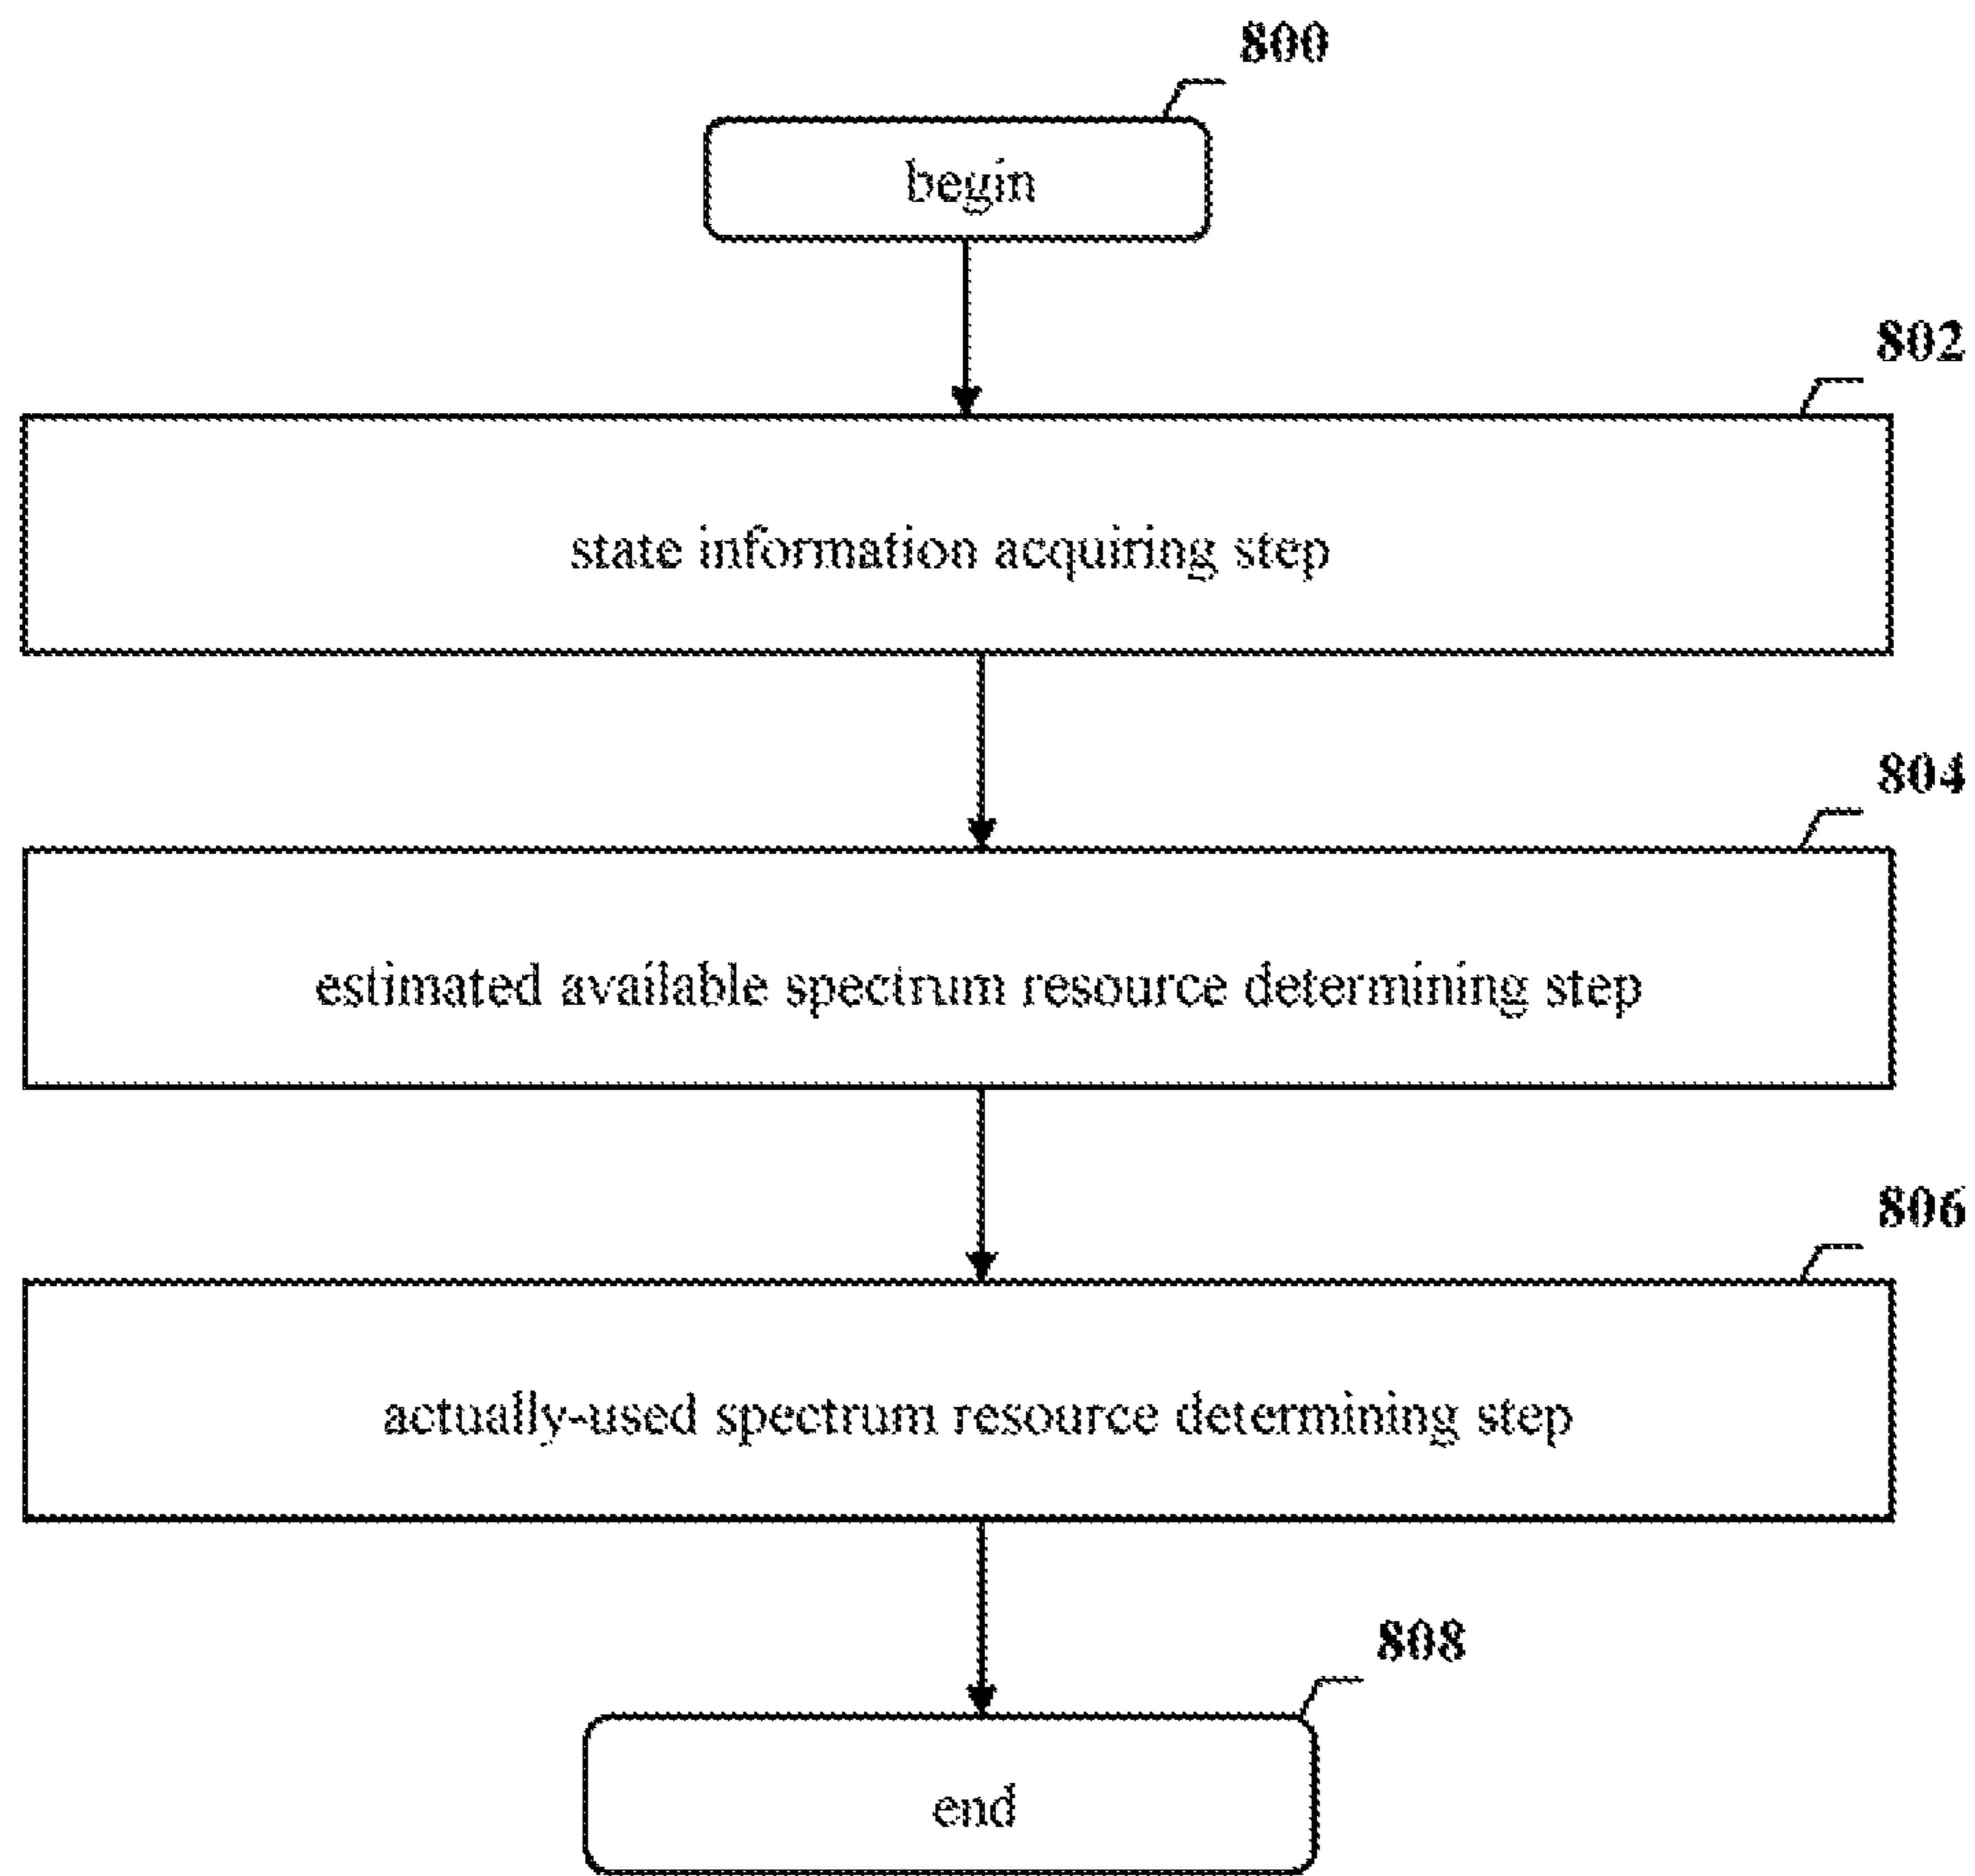 800
begin
802
state information acquiring step
804
estimated available spectrum resource determining step
806
actually-used spectrum resource determining step
808
end